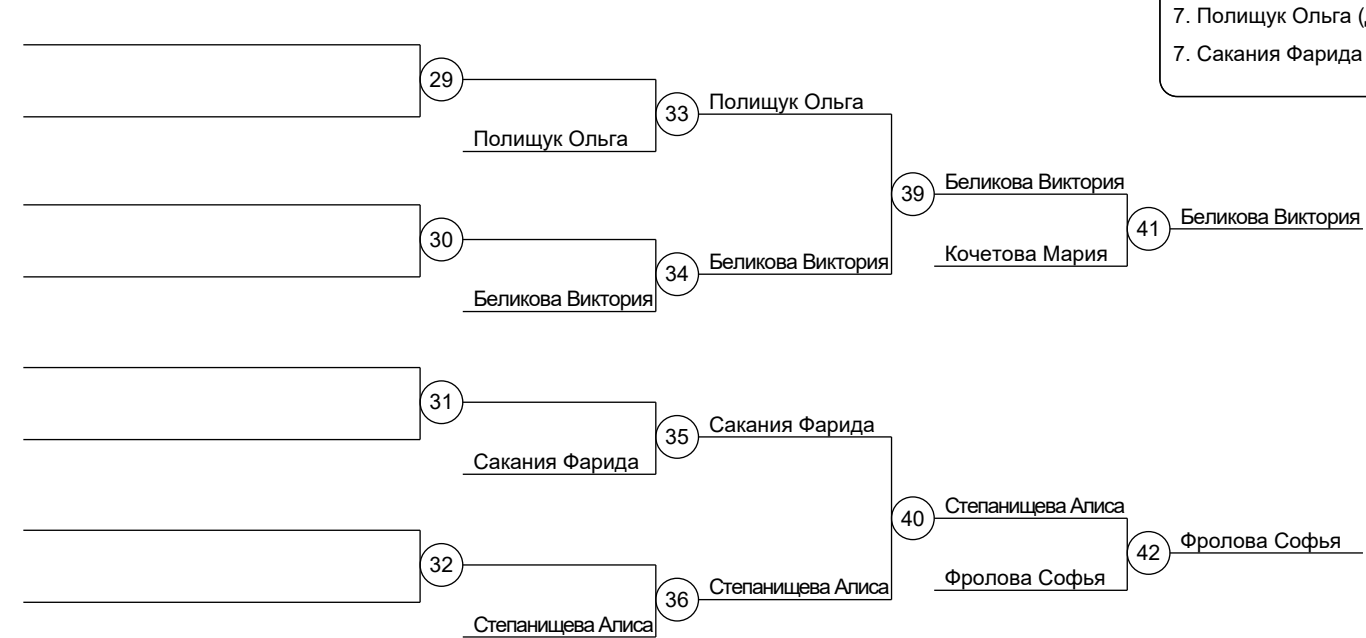 7. Полищук Ольга (
7. Сакания Фарида
29
33
Полищук Ольга
Полищук Ольга
39
Беликова Виктория
41
Беликова Виктория
30
34
Беликова Виктория
Кочетова Мария
Беликова Виктория
31
35
Сакания Фарида
Сакания Фарида
40
Степанищева Алиса
42
Фролова Софья
32
36
Степанищева Алиса
Фролова Софья
Степанищева Алиса